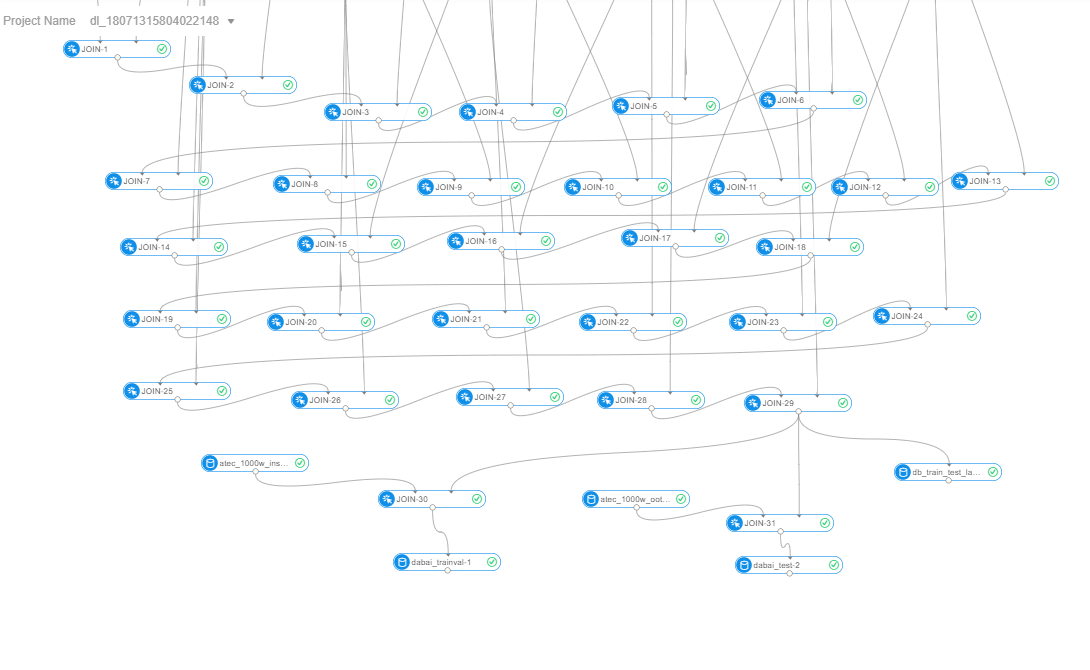 Project Name dl_18071315804022148
JOIN-1
JOIN-2
JOIN-3
JOIN-4
JOIN-5
JOIN-6
JOIN-7
JOIN-8
JOIN-9
JOIN-10
JOIN-11
JOIN-12
JOIN-13
JOIN-14
JOIN-15
JOIN-16
JOIN-17
JOIN-18
JOIN-19
JOIN-20
JOIN-21
JOIN-22
JOIN-23
JOIN-24
JOIN-25
JOIN-26
JOIN-27
JOIN-28
JOIN-29
atec_1000w_ins...
db_train_test_la...
JOIN-30
atec_1000w_oot...
JOIN-31
dabai_trainval-1
dabai_test-2